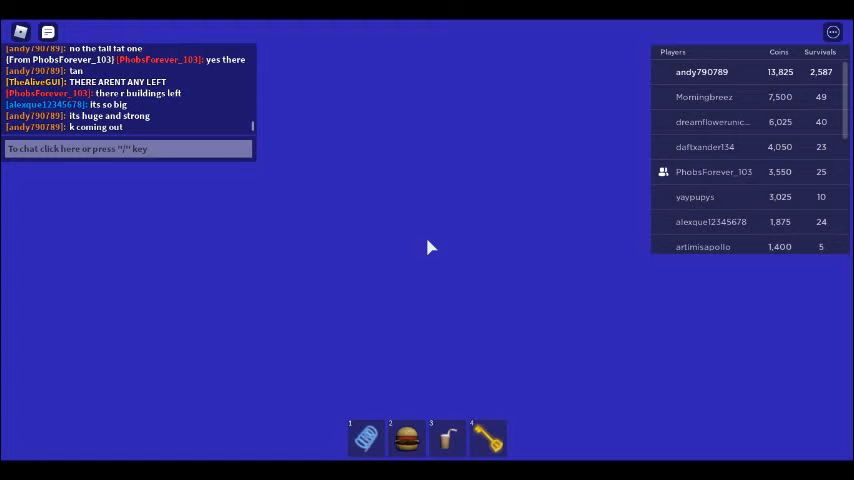 [andy790789]: no the tall fat one
{From PhobsForever_103} [PhobsForever_103]: yes there
[andy790789]: tan
[TheAliveGUI]: THERE ARENT ANY LEFT
[PhobsForever_103]: there r buildings left
[alexque12345678]: its so big
[andy790789]: its huge and strong
[andy790789]: k coming out
To chat click here or press "/" key
Players Coins Survivals
andy790789 13,825 2,587
Morningbreez 7,500 49
dreamflowerunic... 6,025 40
daftxander134 4,050 23
PhobsForever_103 3,550 25
yaypupys 3,025 10
alexque12345678 1,875 24
artimisapollo 1,400 5
1 2 3 4